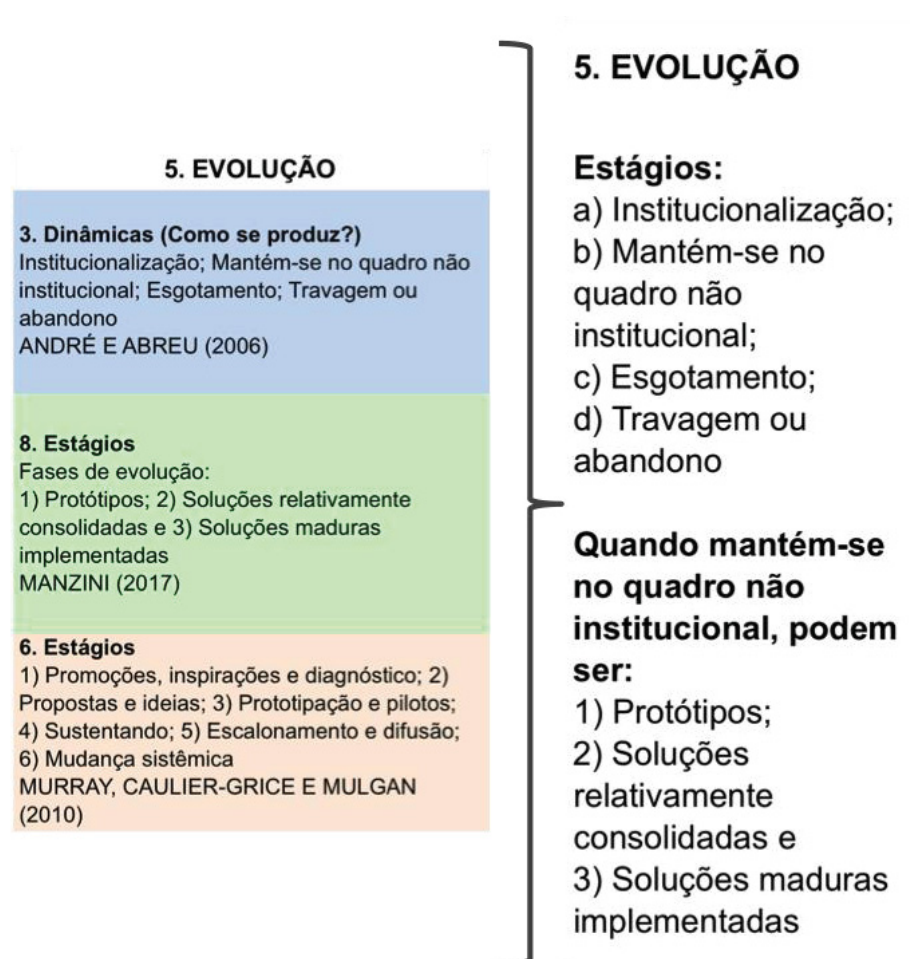 5. EVOLUÇÃO
3. Dinâmicas (Como se produz?)
Institucionalização; Mantém-se no quadro não
institucional; Esgotamento; Travagem ou
abandono
ANDRÉ E ABREU (2006)
8. Estágios
Fases de evolução:
1) Protótipos; 2) Soluções relativamente
consolidadas e 3) Soluções maduras
implementadas
MANZINI (2017)
6. Estágios
1) Promoções, inspirações e diagnóstico; 2)
Propostas e ideias; 3) Prototipação e pilotos;
4) Sustentando; 5) Escalonamento e difusão;
6) Mudança sistêmica
MURRAY, CAULIER-GRICE E MULGAN
(2010)
5. EVOLUÇÃO
Estágios:
a) Institucionalização;
b) Mantém-se no
quadro não
institucional;
c) Esgotamento;
d) Travagem ou
abandono
Quando mantém-se
no quadro não
institucional, podem
ser:
1) Protótipos;
2) Soluções
relativamente
consolidadas e
3) Soluções maduras
implementadas